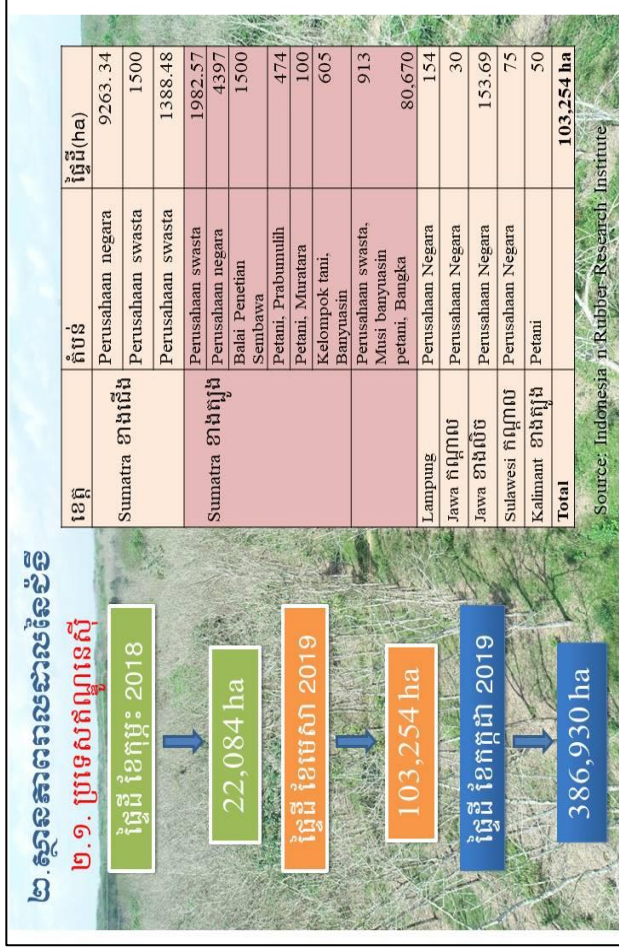 ២.ស្ថានភាពរាលដាលនៃជំងឺ
២.១. ប្រទេសឥណ្ឌូនេស៊ី
ផ្ទៃដី ខែកុម្ភះ 2018
22,084 ha
ផ្ទៃដី ខែមេសា 2019
103,254 ha
ផ្ទៃដី ខែកក្កដា 2019
386,930 ha
ខេត្ត តំបន់ ផ្ទៃដី(ha)
Sumatra ខាងជើង Perusahaan negara 9263. 34
Perusahaan swasta 1500
Perusahaan swasta 1388.48
Sumatra ខាងត្បូង Perusahaan swasta 1982.57
Perusahaan negara 4397
Balai Penetian 1500
Sembawa
Petani, Prabumulih 474
Petani, Muratara 100
Kelompok tani, 605
Banyuasin
Perusahaan swasta, 913
Musi banyuasin
petani, Bangka 80,670
Lampung Perusahaan Negara 154
Jawa កណ្តាល Perusahaan Negara 30
Jawa ខាងលិច Perusahaan Negara 153.69
Sulawesi កណ្តាល Perusahaan Negara 75
Kalimant ខាងត្បូង Petani 50
Total 103,254 ha
Source: Indonesia n Rubber Research Institute